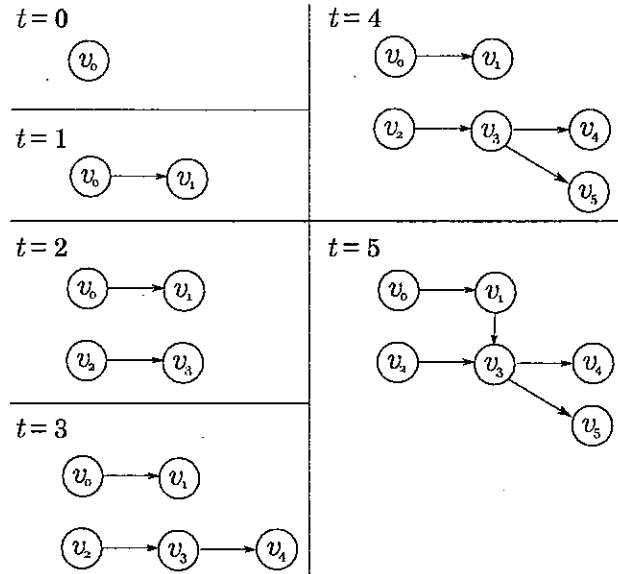 t = 0
v₀
t = 1
v₀ v₁
t = 2
v₀ v₁
v₂ v₃
t = 3
v₀ v₁
v₂ v₃ v₄
t = 4
v₀ v₁
v₂ v₃ v₄
v₅
t = 5
v₀ v₁
v₂ v₃ v₄
v₅